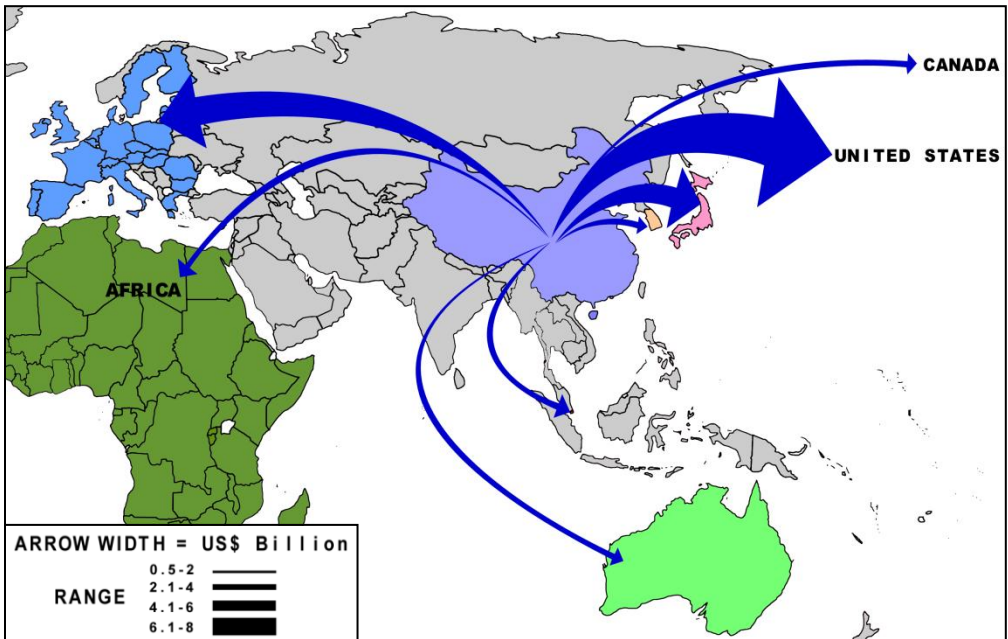 CANADA
UNITED STATES
AFRICA
ARROW WIDTH = US$ Billion
RANGE
0.5-2
2.1-4
4.1-6
6.1-8